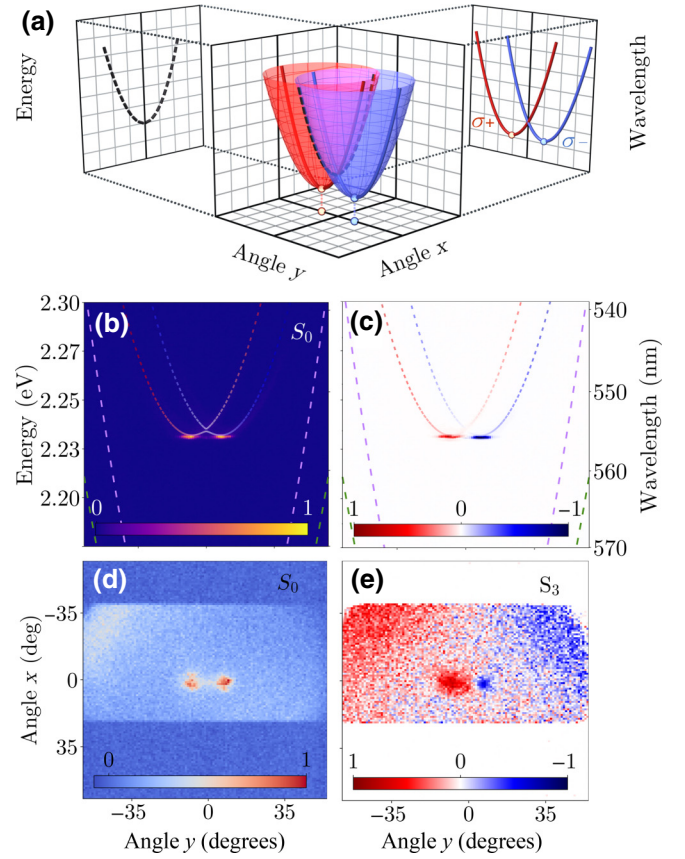 (a)
Energy
Wavelength
σ+
σ−
Angle y
Angle x
(b)
S0
(c)
Energy (eV)
2.30
2.27
2.25
2.23
2.20
0 1
1 0 −1
540
550
560
570
Wavelength (nm)
(d)
S0
(e)
S3
Angle x (deg)
−35
0
35
0 1
1 0 −1
−35 0 35
−35 0 35
Angle y (degrees)
Angle y (degrees)